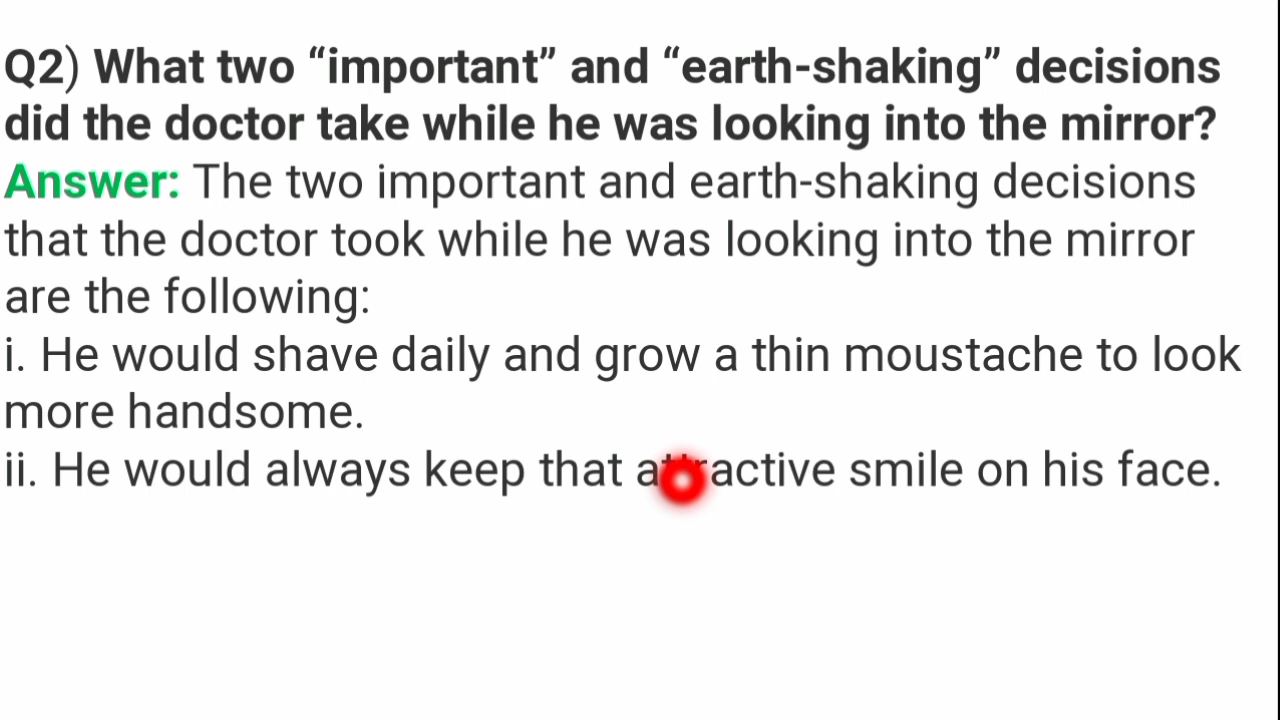 Q2) What two “important” and “earth-shaking” decisions
did the doctor take while he was looking into the mirror?
Answer: The two important and earth-shaking decisions
that the doctor took while he was looking into the mirror
are the following:
i. He would shave daily and grow a thin moustache to look
more handsome.
ii. He would always keep that attractive smile on his face.